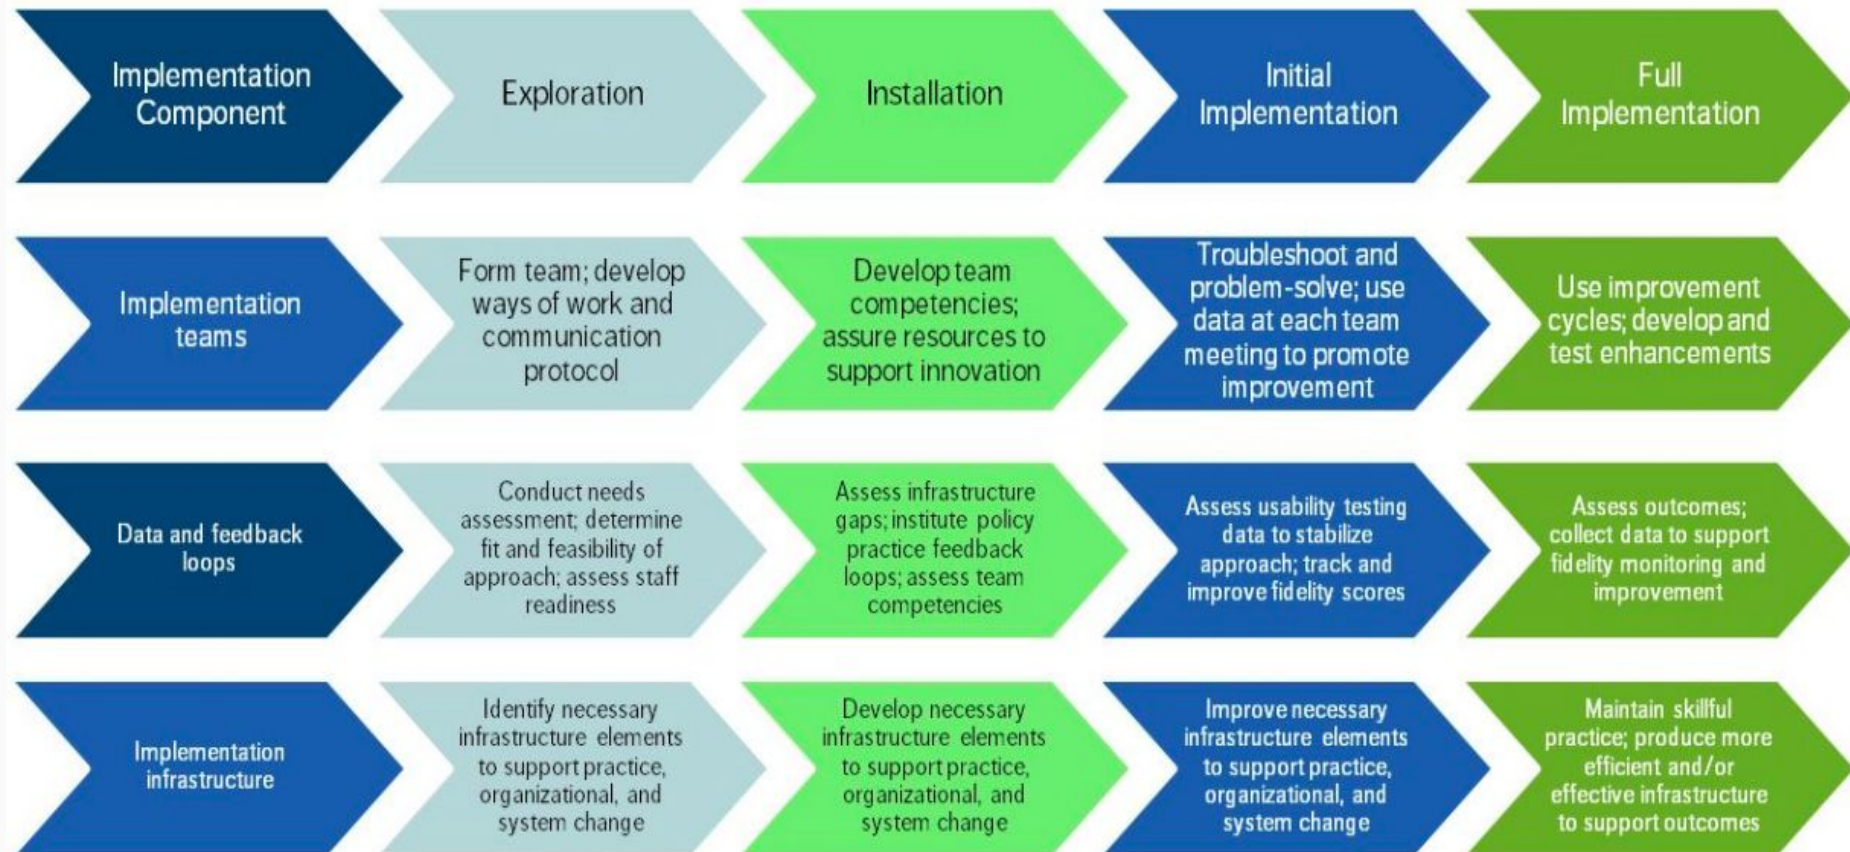 Implementation
Component
Exploration
Installation
Initial
Implementation
Full
Implementation
Implementation
teams
Form team; develop
ways of work and
communication
protocol
Develop team
competencies;
assure resources to
support innovation
Troubleshoot and
problem-solve; use
data at each team
meeting to promote
improvement
Use improvement
cycles; develop and
test enhancements
Data and feedback
loops
Conduct needs
assessment; determine
fit and feasibility of
approach; assess staff
readiness
Assess infrastructure
gaps; institute policy
practice feedback
loops; assess team
competencies
Assess usability testing
data to stabilize
approach; track and
improve fidelity scores
Assess outcomes;
collect data to support
fidelity monitoring and
improvement
Implementation
infrastructure
Identify necessary
infrastructure elements
to support practice,
organizational, and
system change
Develop necessary
infrastructure elements
to support practice,
organizational, and
system change
Improve necessary
infrastructure elements
to support practice,
organizational, and
system change
Maintain skillful
practice; produce more
efficient and/or
effective infrastructure
to support outcomes